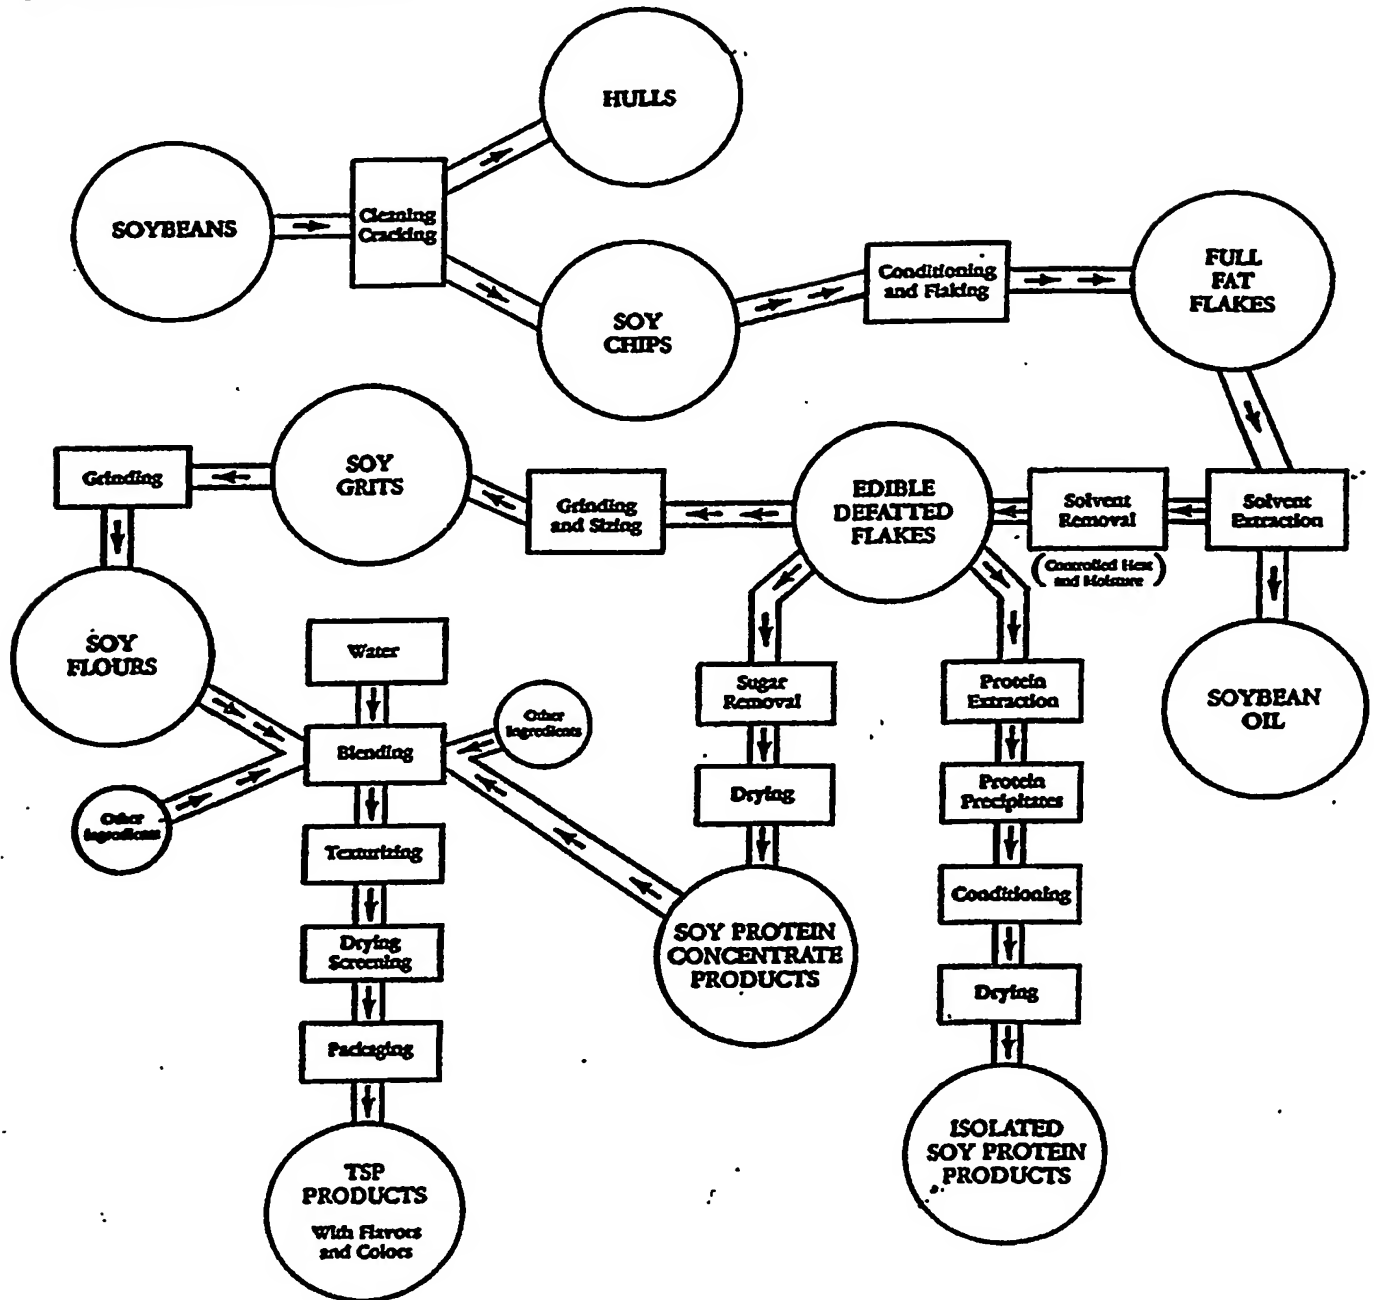 HULLS
SOYBEANS
Cleaning
Cracking
SOY
CHIPS
Conditioning
and Flaking
FULL
FAT
FLAKES
Grinding
SOY
GRITS
Grinding
and Sizing
EDIBLE
DEFATTED
FLAKES
Solvent
Removal
(Controlled Heat
and Moisture)
Solvent
Extraction
SOY
FLOURS
Water
Other
Ingredients
Blending
Sugar
Removal
Protein
Extraction
SOYBEAN
OIL
Other
Ingredients
Texturizing
Drying
Protein
Precipitates
Drying
Screening
SOY PROTEIN
CONCENTRATE
PRODUCTS
Conditioning
Packaging
Drying
TSP
PRODUCTS
With Flavors
and Colors
ISOLATED
SOY PROTEIN
PRODUCTS